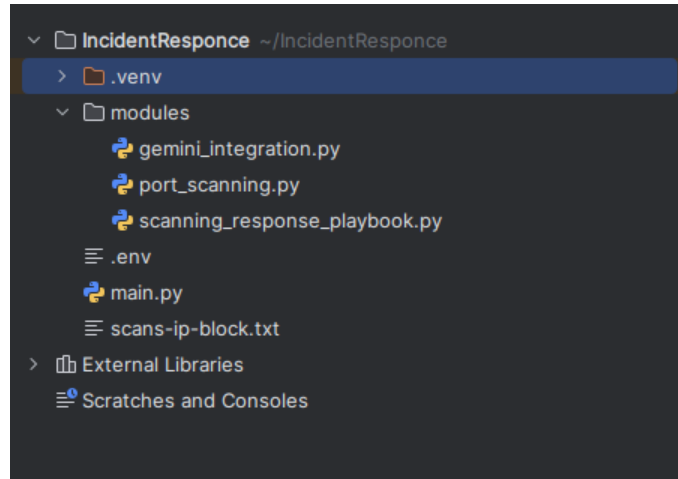 IncidentResponce ~/IncidentResponce
.venv
modules
gemini_integration.py
port_scanning.py
scanning_response_playbook.py
.env
main.py
scans-ip-block.txt
External Libraries
Scratches and Consoles